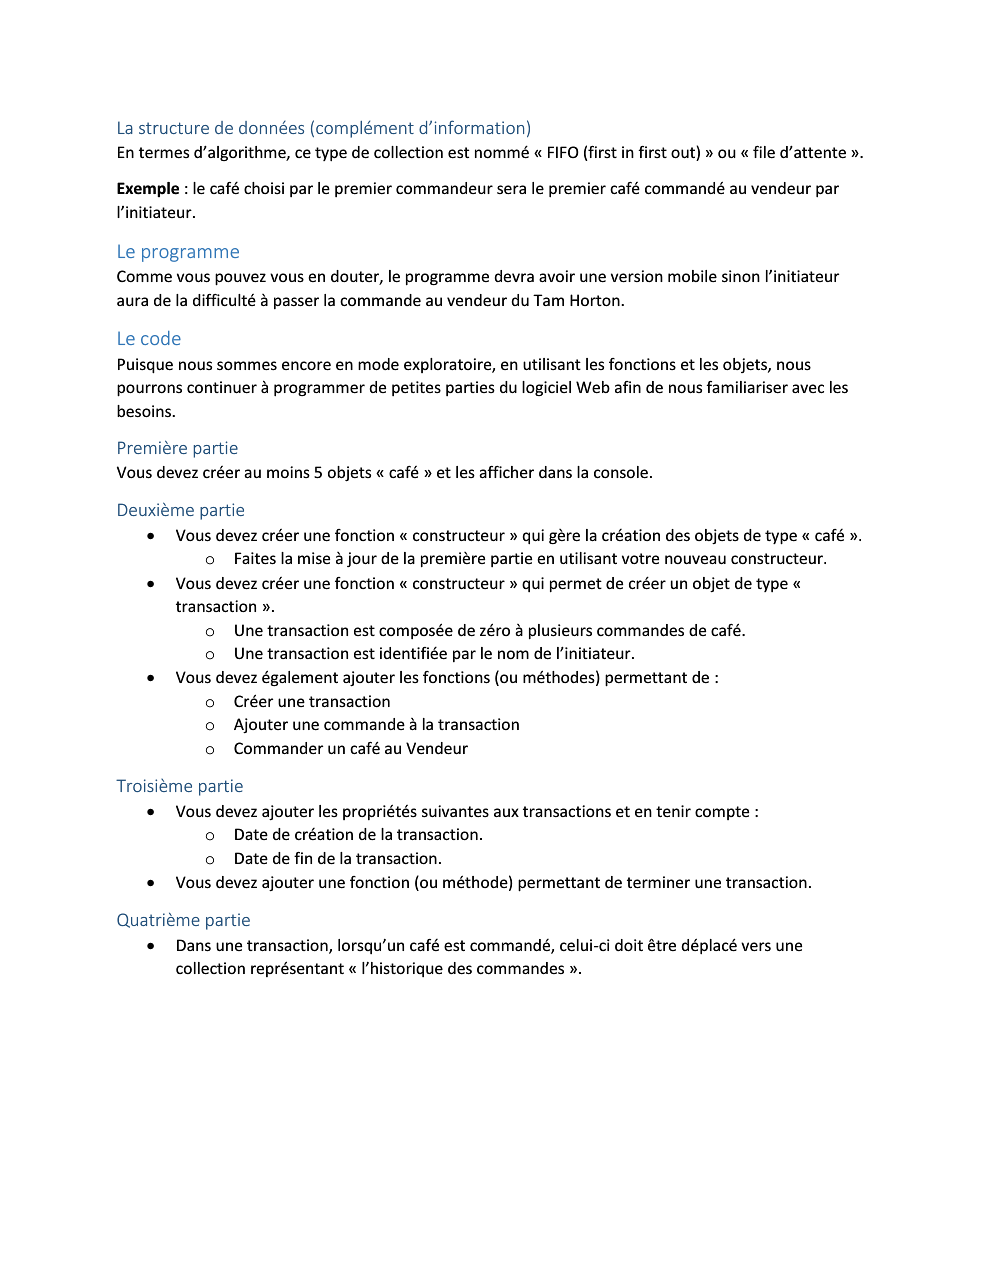 La structure de données (complément d’information)
En termes d’algorithme, ce type de collection est nommé « FIFO (first in first out) » ou « file d’attente ».
Exemple : le café choisi par le premier commandeur sera le premier café commandé au vendeur par
l’initiateur.
Le programme
Comme vous pouvez vous en douter, le programme devra avoir une version mobile sinon l’initiateur
aura de la difficulté à passer la commande au vendeur du Tam Horton.
Le code
Puisque nous sommes encore en mode exploratoire, en utilisant les fonctions et les objets, nous
pourrons continuer à programmer de petites parties du logiciel Web afin de nous familiariser avec les
besoins.
Première partie
Vous devez créer au moins 5 objets « café » et les afficher dans la console.
Deuxième partie
• Vous devez créer une fonction « constructeur » qui gère la création des objets de type « café ».
o Faites la mise à jour de la première partie en utilisant votre nouveau constructeur.
• Vous devez créer une fonction « constructeur » qui permet de créer un objet de type «
transaction ».
o Une transaction est composée de zéro à plusieurs commandes de café.
o Une transaction est identifiée par le nom de l’initiateur.
• Vous devez également ajouter les fonctions (ou méthodes) permettant de :
o Créer une transaction
o Ajouter une commande à la transaction
o Commander un café au Vendeur
Troisième partie
• Vous devez ajouter les propriétés suivantes aux transactions et en tenir compte :
o Date de création de la transaction.
o Date de fin de la transaction.
• Vous devez ajouter une fonction (ou méthode) permettant de terminer une transaction.
Quatrième partie
• Dans une transaction, lorsqu’un café est commandé, celui-ci doit être déplacé vers une
collection représentant « l’historique des commandes ».